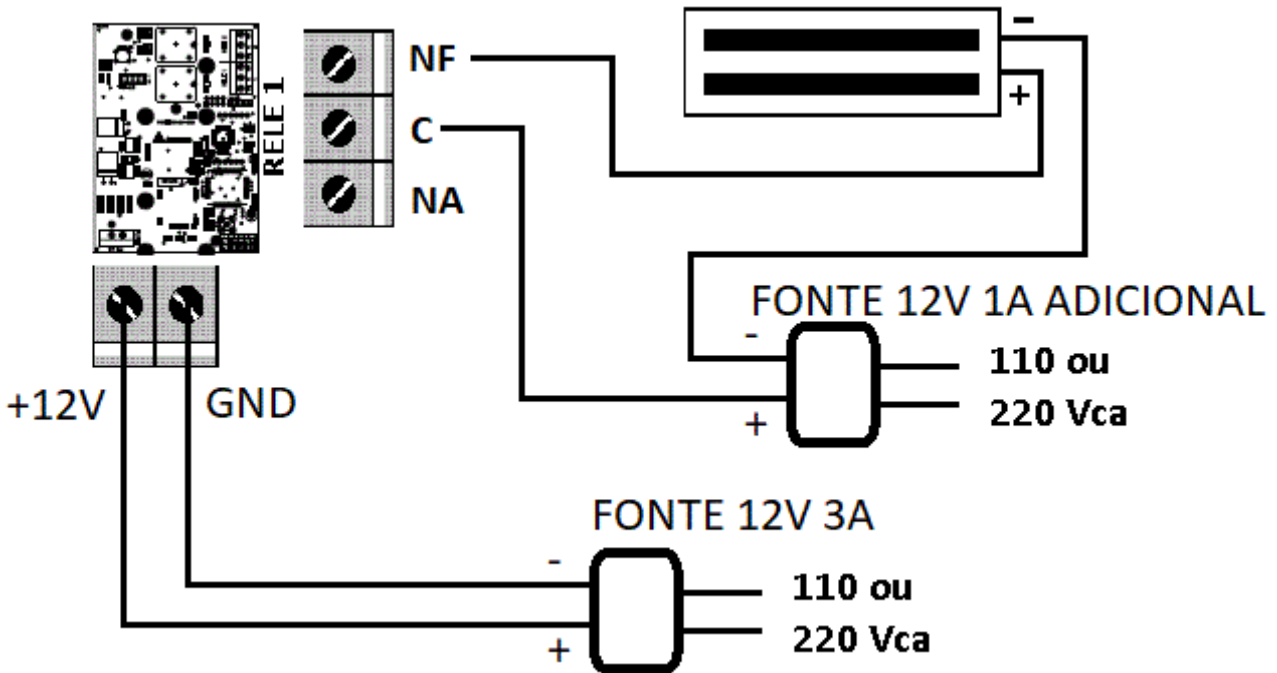 RELE 1
NF
C
NA
-
+
FONTE 12V 1A ADICIONAL
-
+
110 ou
220 Vca
+12V
GND
FONTE 12V 3A
-
+
110 ou
220 Vca